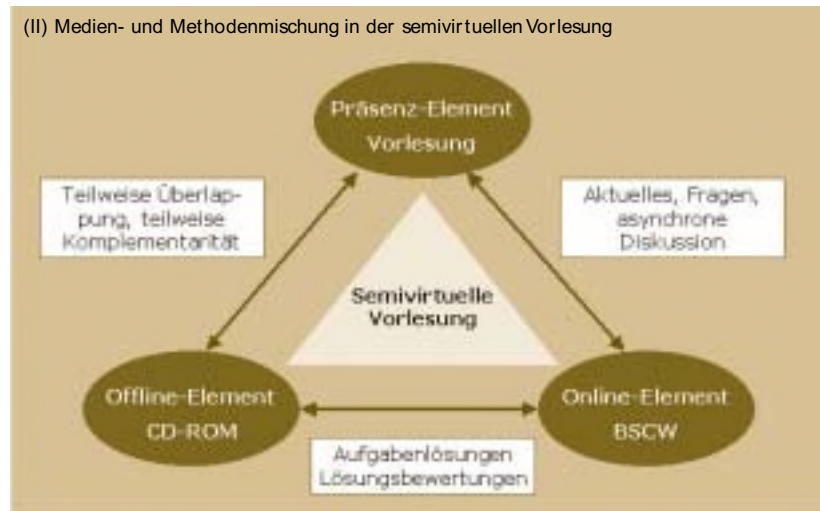 (II) Medien- und Methodenmischung in der semivirtuellen Vorlesung
Präsenz-Element
Vorlesung
Teilweise Überlap-
pung, teilweise
Komplementarität
Aktuelles, Fragen,
asynchrone
Diskussion
Semivirtuelle
Vorlesung
Offline-Element
CD-ROM
Online-Element
BSCW
Aufgabenlösungen
Lösungsbewertungen